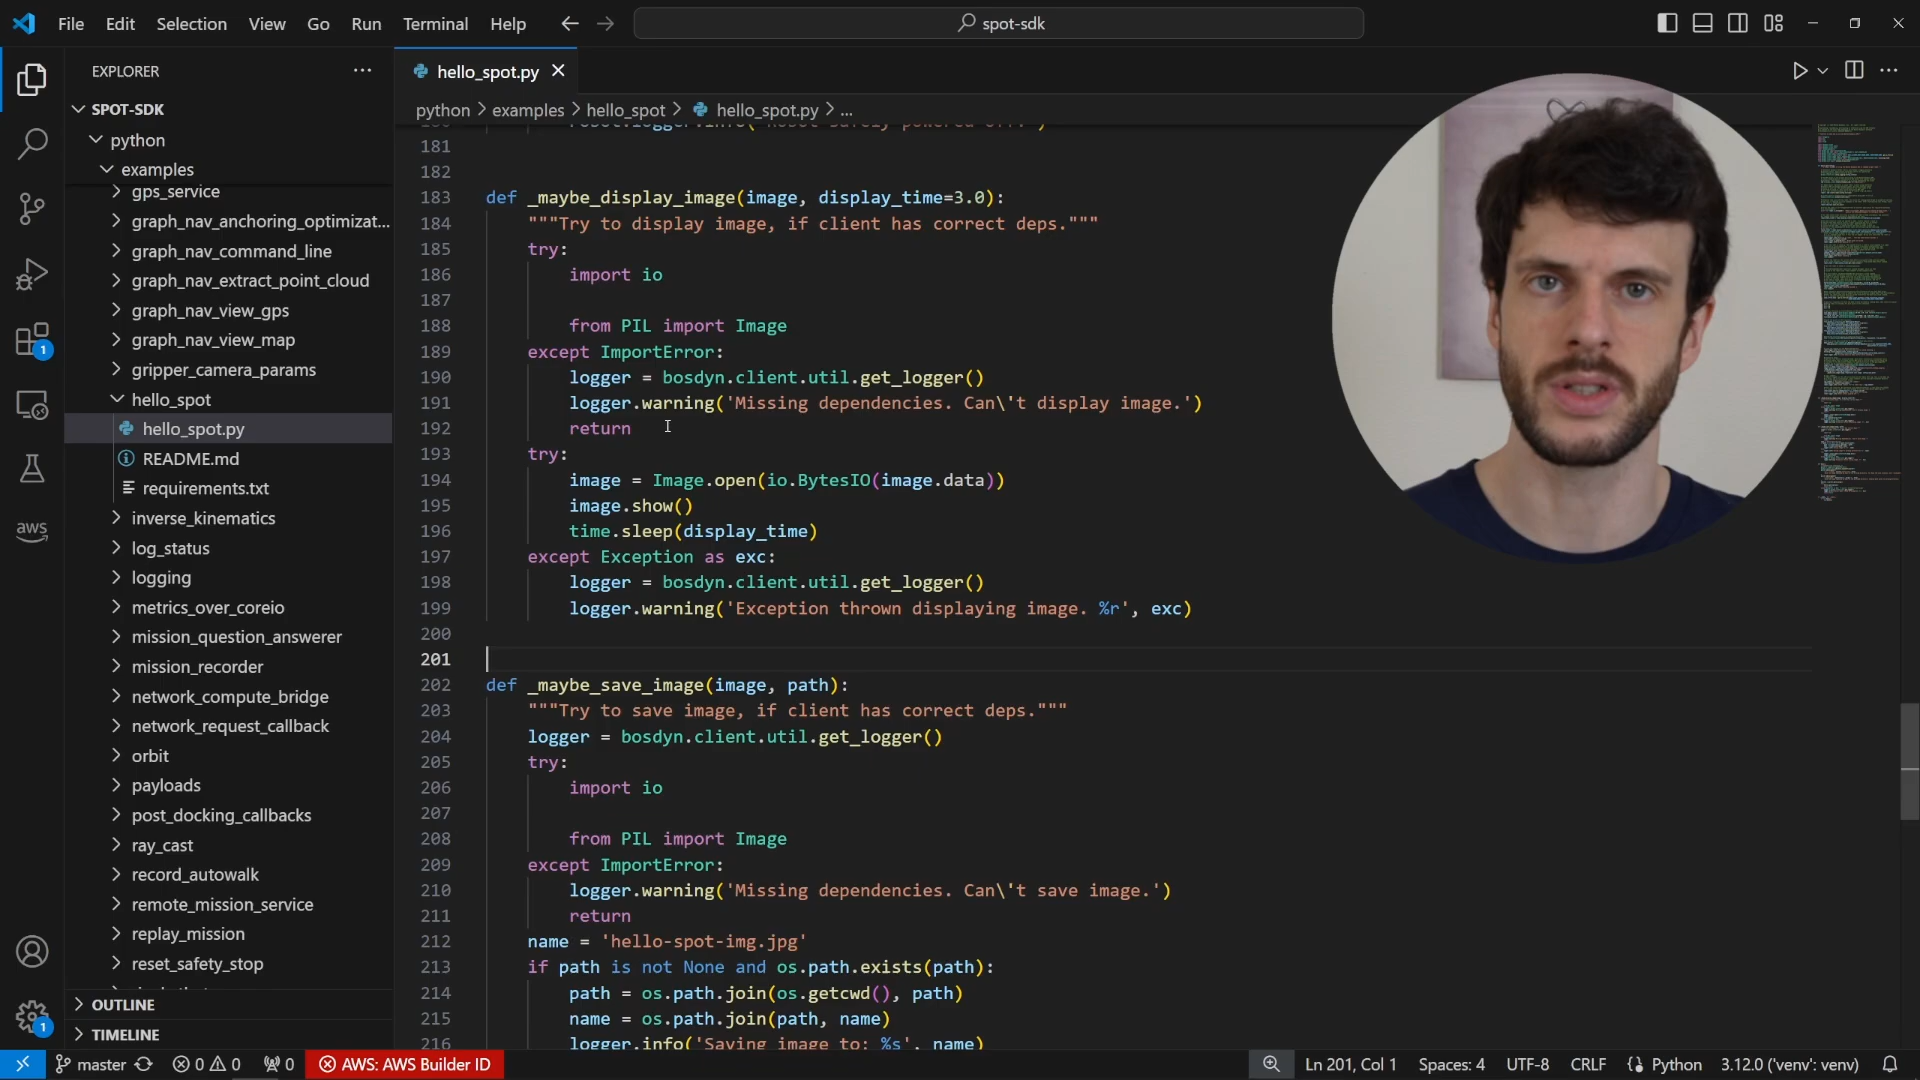 File Edit Selection View Go Run Terminal Help
spot-sdk
EXPLORER
SPOT-SDK
python
examples
gps_service
graph_nav_anchoring_optimizat...
graph_nav_command_line
graph_nav_extract_point_cloud
graph_nav_view_gps
graph_nav_view_map
gripper_camera_params
hello_spot
hello_spot.py
README.md
requirements.txt
inverse_kinematics
log_status
logging
metrics_over_coreio
mission_question_answerer
mission_recorder
network_compute_bridge
network_request_callback
orbit
payloads
post_docking_callbacks
ray_cast
record_autowalk
remote_mission_service
replay_mission
reset_safety_stop
OUTLINE
TIMELINE
1
aws
1
hello_spot.py
python > examples > hello_spot > hello_spot.py > ...
181
182
183 def _maybe_display_image(image, display_time=3.0):
184 """Try to display image, if client has correct deps."""
185 try:
186 import io
187
188 from PIL import Image
189 except ImportError:
190 logger = bosdyn.client.util.get_logger()
191 logger.warning('Missing dependencies. Can\'t display image.')
192 return
193 try:
194 image = Image.open(io.BytesIO(image.data))
195 image.show()
196 time.sleep(display_time)
197 except Exception as exc:
198 logger = bosdyn.client.util.get_logger()
199 logger.warning('Exception thrown displaying image. %r', exc)
200
201
202 def _maybe_save_image(image, path):
203 """Try to save image, if client has correct deps."""
204 logger = bosdyn.client.util.get_logger()
205 try:
206 import io
207
208 from PIL import Image
209 except ImportError:
210 logger.warning('Missing dependencies. Can\'t save image.')
211 return
212 name = 'hello-spot-img.jpg'
213 if path is not None and os.path.exists(path):
214 path = os.path.join(os.getcwd(), path)
215 name = os.path.join(path, name)
216 logger.info('Saving image to: %s', name)
master 0 0 0 AWS: AWS Builder ID Ln 201, Col 1 Spaces: 4 UTF-8 CRLF Python 3.12.0 ('venv': venv)